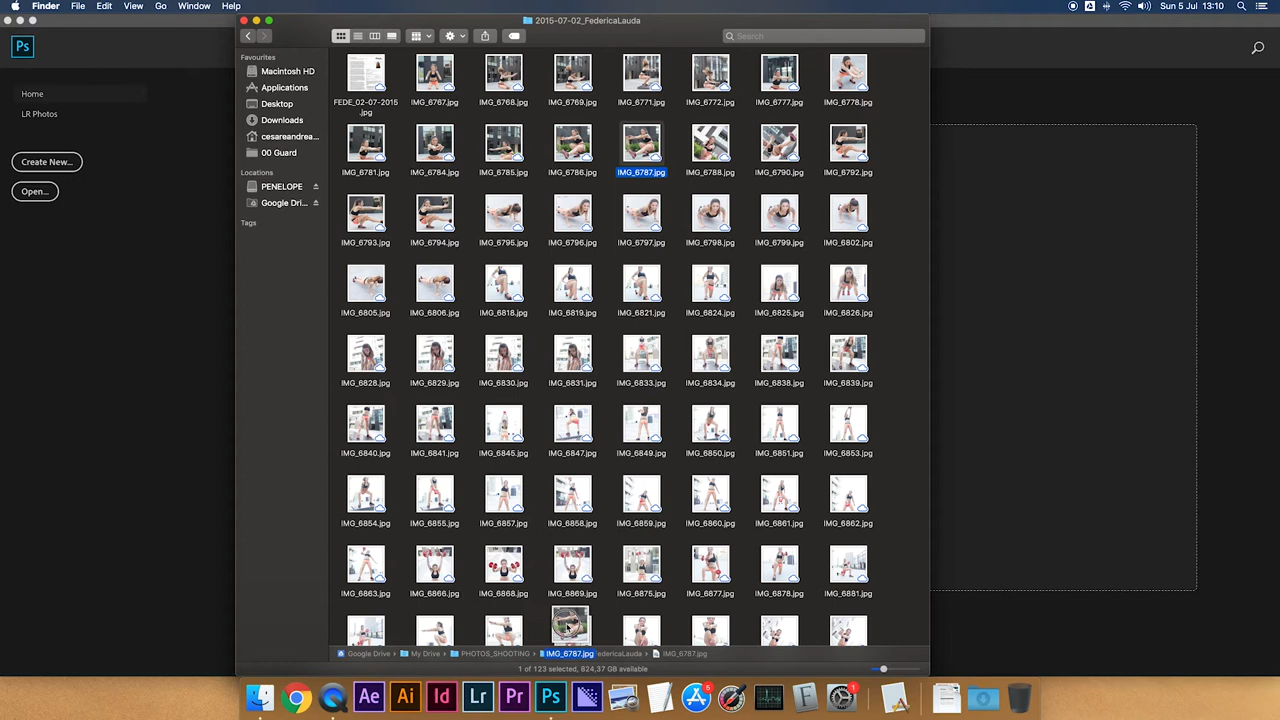 Finder File Edit View Go Window Help
Sun 5 Jul 13:10
Ps
Home
LR Photos
Create New...
Open...
2015-07-02_FedericaLauda
Search
Favourites
Macintosh HD
Applications
Desktop
Downloads
cesareandrea...
00 Guard
Locations
PENELOPE
Google Dri...
Tags
FEDE_02-07-2015.jpg IMG_6767.jpg IMG_6768.jpg IMG_6769.jpg IMG_6771.jpg IMG_6772.jpg IMG_6777.jpg IMG_6778.jpg
IMG_6781.jpg IMG_6784.jpg IMG_6785.jpg IMG_6786.jpg IMG_6787.jpg IMG_6788.jpg IMG_6790.jpg IMG_6792.jpg
IMG_6793.jpg IMG_6794.jpg IMG_6795.jpg IMG_6796.jpg IMG_6797.jpg IMG_6798.jpg IMG_6799.jpg IMG_6802.jpg
IMG_6805.jpg IMG_6806.jpg IMG_6818.jpg IMG_6819.jpg IMG_6821.jpg IMG_6824.jpg IMG_6825.jpg IMG_6826.jpg
IMG_6828.jpg IMG_6829.jpg IMG_6830.jpg IMG_6831.jpg IMG_6833.jpg IMG_6834.jpg IMG_6838.jpg IMG_6839.jpg
IMG_6840.jpg IMG_6841.jpg IMG_6845.jpg IMG_6847.jpg IMG_6849.jpg IMG_6850.jpg IMG_6851.jpg IMG_6853.jpg
IMG_6854.jpg IMG_6855.jpg IMG_6857.jpg IMG_6858.jpg IMG_6859.jpg IMG_6860.jpg IMG_6861.jpg IMG_6862.jpg
IMG_6863.jpg IMG_6866.jpg IMG_6868.jpg IMG_6869.jpg IMG_6875.jpg IMG_6877.jpg IMG_6878.jpg IMG_6881.jpg
Google Drive My Drive PHOTOS_SHOOTING IMG_6787.jpg FedericaLauda IMG_6787.jpg
1 of 123 selected, 824,37 GB available
Ae Ai Id Lr Pr Ps 5 1